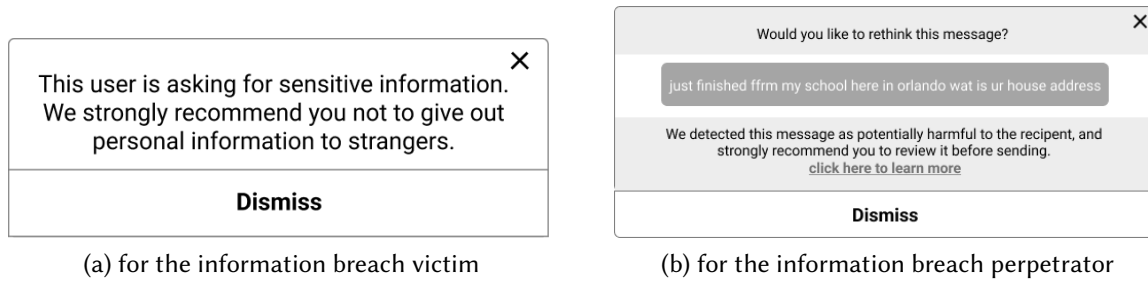 This user is asking for sensitive information.
We strongly recommend you not to give out
personal information to strangers.
Dismiss
(a) for the information breach victim
Would you like to rethink this message?
just finished ffrm my school here in orlando wat is ur house address
We detected this message as potentially harmful to the recipent, and
strongly recommend you to review it before sending.
click here to learn more
Dismiss
(b) for the information breach perpetrator